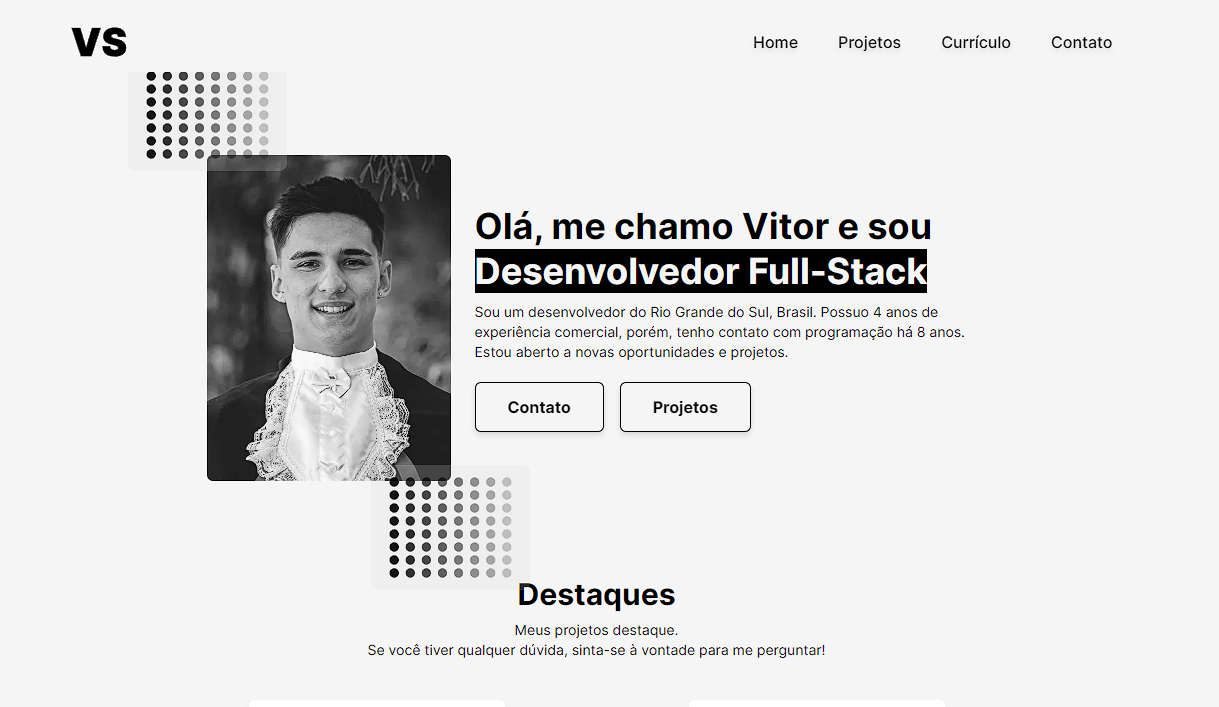 VS
Home Projetos Currículo Contato
Olá, me chamo Vitor e sou
Desenvolvedor Full-Stack
Sou um desenvolvedor do Rio Grande do Sul, Brasil. Possuo 4 anos de
experiência comercial, porém, tenho contato com programação há 8 anos.
Estou aberto a novas oportunidades e projetos.
Contato Projetos
Destaques
Meus projetos destaque.
Se você tiver qualquer dúvida, sinta-se à vontade para me perguntar!